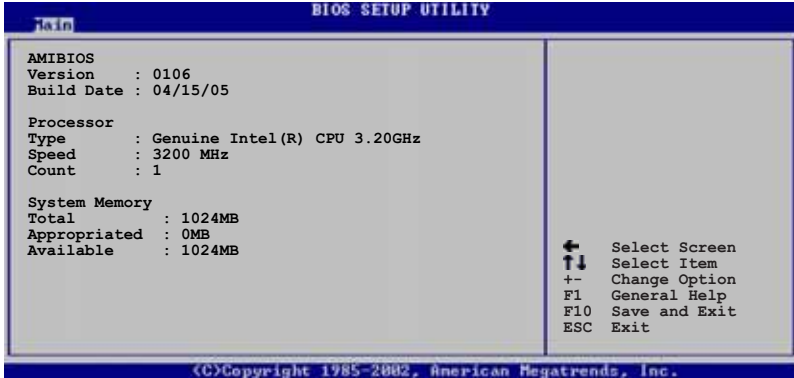 BIOS SETUP UTILITY
Main
AMIBIOS
Version : 0106
Build Date : 04/15/05
Processor
Type : Genuine Intel(R) CPU 3.20GHz
Speed : 3200 MHz
Count : 1
System Memory
Total : 1024MB
Appropriated : 0MB
Available : 1024MB
← Select Screen
↑↓ Select Item
+- Change Option
F1 General Help
F10 Save and Exit
ESC Exit
(C)Copyright 1985-2002, American Megatrends, Inc.